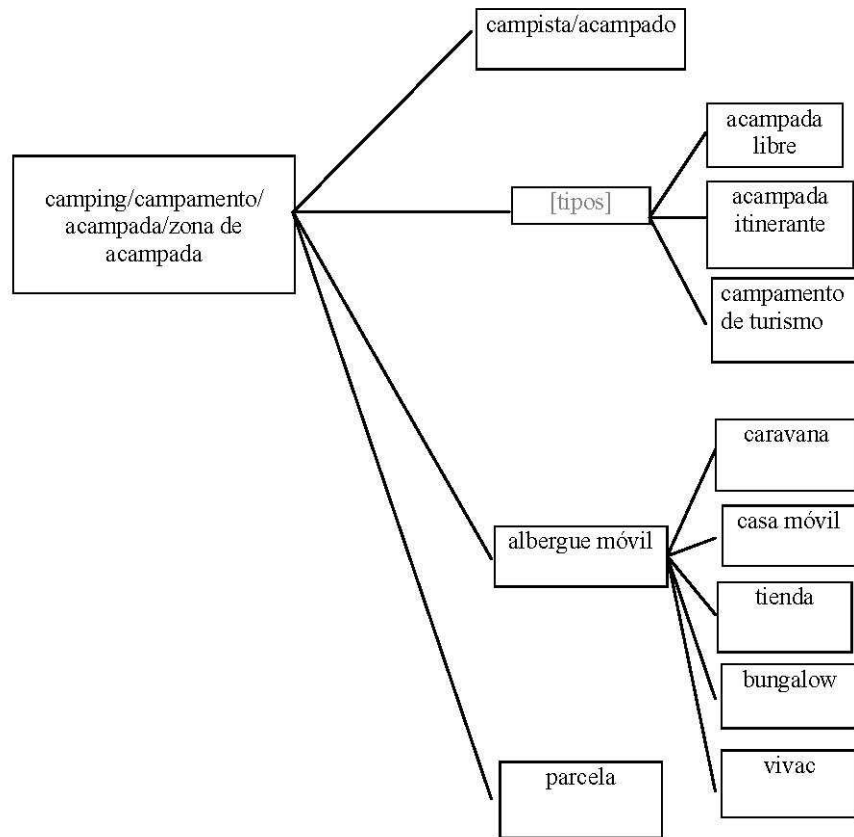 campista/acampado
camping/campamento/
acampada/zona de
acampada
[tipos]
acampada
libre
acampada
itinerante
campamento
de turismo
albergue móvil
caravana
casa móvil
tienda
bungalow
vivac
parcela